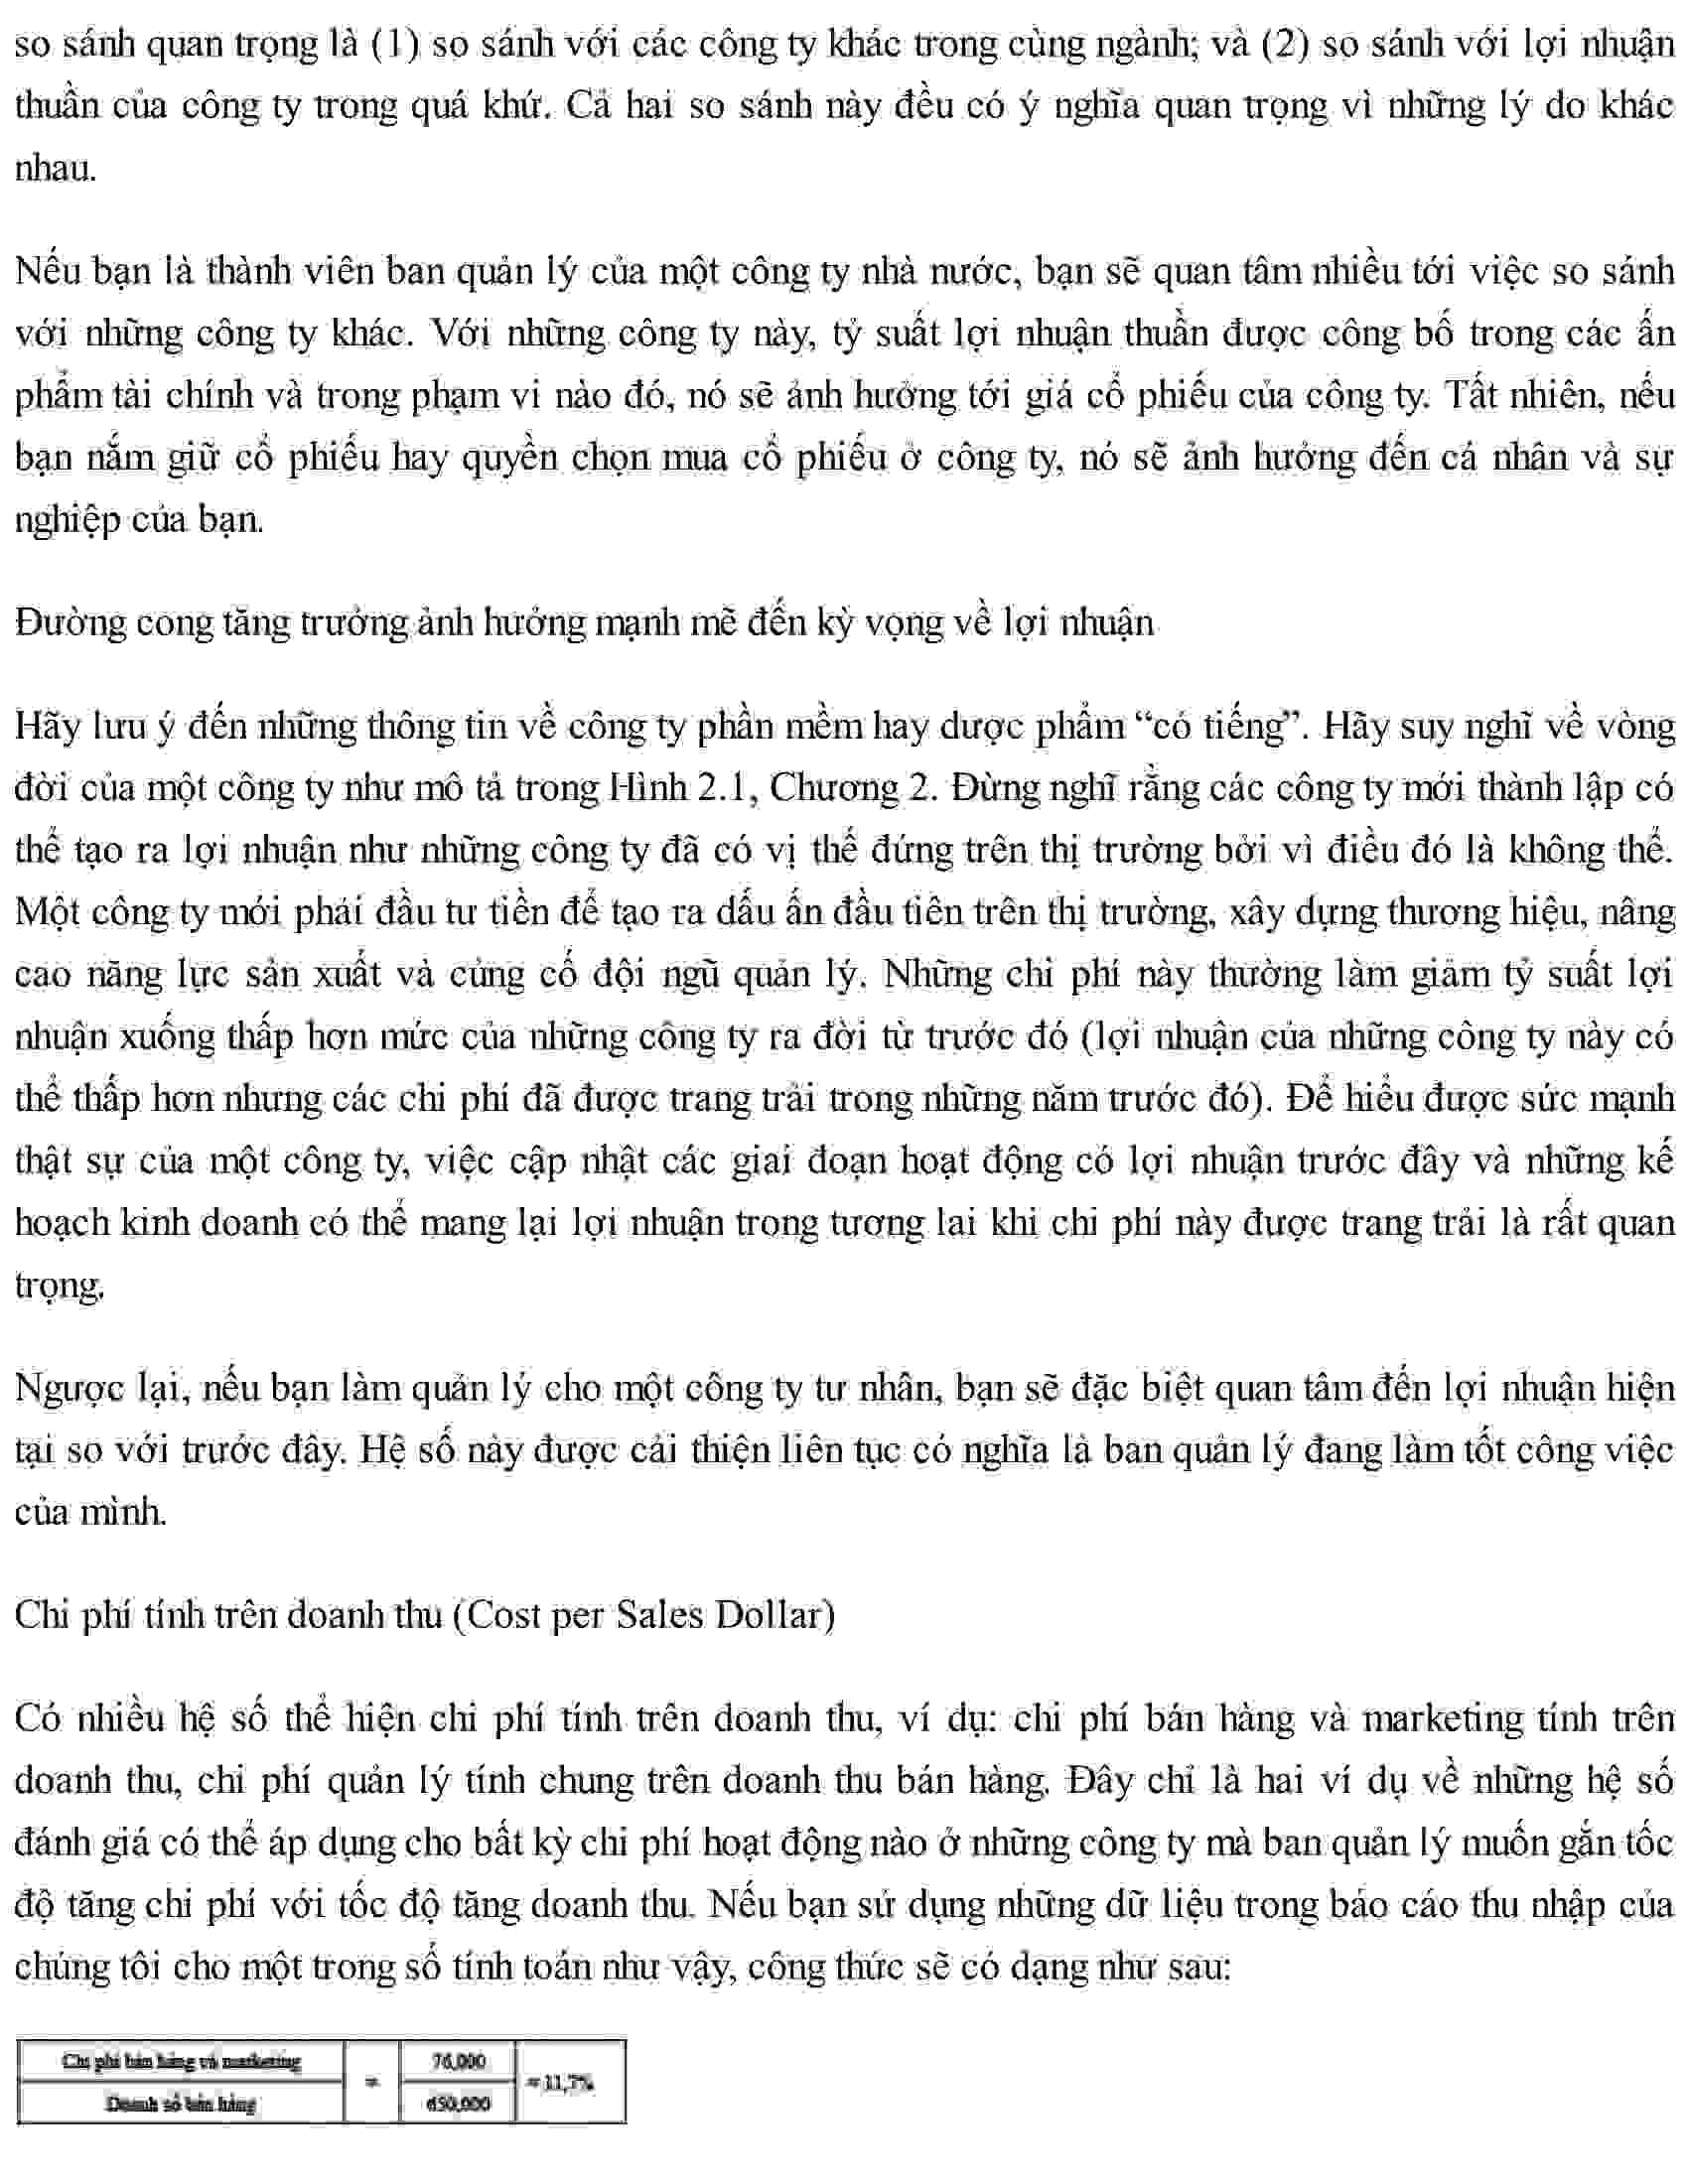 so sánh quan trọng là (1) so sánh với các công ty khác trong cùng ngành; và (2) so sánh với lợi nhuận
thuần của công ty trong quá khứ. Cả hai so sánh này đều có ý nghĩa quan trọng vì những lý do khác
nhau.
Nếu bạn là thành viên ban quản lý của một công ty nhà nước, bạn sẽ quan tâm nhiều tới việc so sánh
với những công ty khác. Với những công ty này, tỷ suất lợi nhuận thuần được công bố trong các ấn
phẩm tài chính và trong phạm vi nào đó, nó sẽ ảnh hưởng tới giá cổ phiếu của công ty. Tất nhiên, nếu
bạn nắm giữ cổ phiếu hay quyền chọn mua cổ phiếu ở công ty, nó sẽ ảnh hưởng đến cá nhân và sự
nghiệp của bạn.
Đường cong tăng trưởng ảnh hưởng mạnh mẽ đến kỳ vọng về lợi nhuận
Hãy lưu ý đến những thông tin về công ty phần mềm hay dược phẩm “có tiếng”. Hãy suy nghĩ về vòng
đời của một công ty như mô tả trong Hình 2.1, Chương 2. Đừng nghĩ rằng các công ty mới thành lập có
thể tạo ra lợi nhuận như những công ty đã có vị thế đứng trên thị trường bởi vì điều đó là không thể.
Một công ty mới phải đầu tư tiền để tạo ra dấu ấn đầu tiên trên thị trường, xây dựng thương hiệu, nâng
cao năng lực sản xuất và củng cố đội ngũ quản lý. Những chi phí này thường làm giảm tỷ suất lợi
nhuận xuống thấp hơn mức của những công ty ra đời từ trước đó (lợi nhuận của những công ty này có
thể thấp hơn nhưng các chi phí đã được trang trải trong những năm trước đó). Để hiểu được sức mạnh
thật sự của một công ty, việc cập nhật các giai đoạn hoạt động có lợi nhuận trước đây và những kế
hoạch kinh doanh có thể mang lại lợi nhuận trong tương lai khi chi phí này được trang trải là rất quan
trọng.
Ngược lại, nếu bạn làm quản lý cho một công ty tư nhân, bạn sẽ đặc biệt quan tâm đến lợi nhuận hiện
tại so với trước đây. Hệ số này được cải thiện liên tục có nghĩa là ban quản lý đang làm tốt công việc
của mình.
Chi phí tính trên doanh thu (Cost per Sales Dollar)
Có nhiều hệ số thể hiện chi phí tính trên doanh thu, ví dụ: chi phí bán hàng và marketing tính trên
doanh thu, chi phí quản lý tính chung trên doanh thu bán hàng. Đây chỉ là hai ví dụ về những hệ số
đánh giá có thể áp dụng cho bất kỳ chi phí hoạt động nào ở những công ty mà ban quản lý muốn gắn tốc
độ tăng chi phí với tốc độ tăng doanh thu. Nếu bạn sử dụng những dữ liệu trong báo cáo thu nhập của
chúng tôi cho một trong số tính toán như vậy, công thức sẽ có dạng như sau:
Chi phí bán hàng và marketing = 76,000 = 11,7%
Doanh số bán hàng 650,000